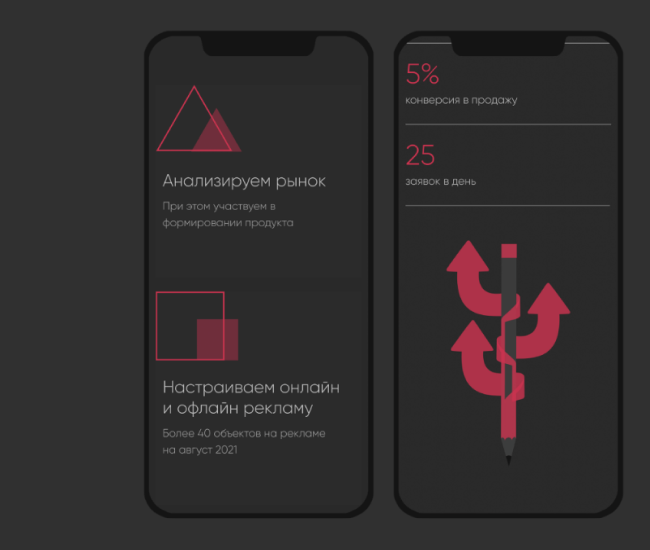 Анализируем рынок
При этом участвуем в
формировании продукта
Настраиваем онлайн
и офлайн рекламу
Более 40 объектов на рекламе
на август 2021
5%
конверсия в продажу
25
заявок в день